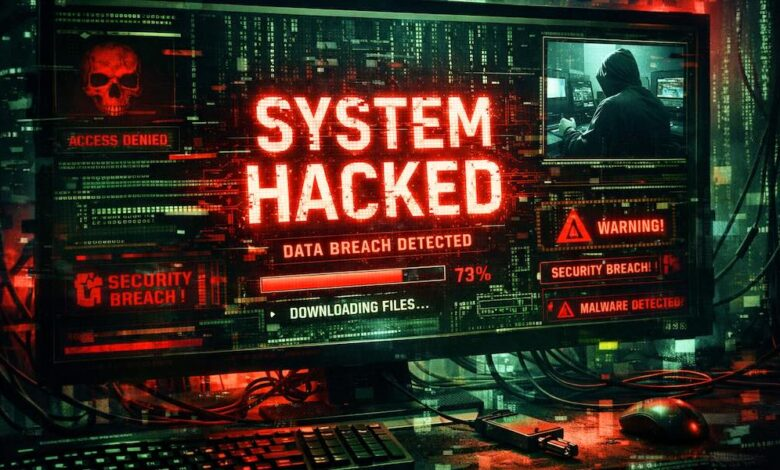 ACCESS DENIED
SYSTEM
HACKED
DATA BREACH DETECTED
73%
DOWNLOADING FILES...
SECURITY
BREACH!
WARNING!
SECURITY BREACH!
MALWARE DETECTED!